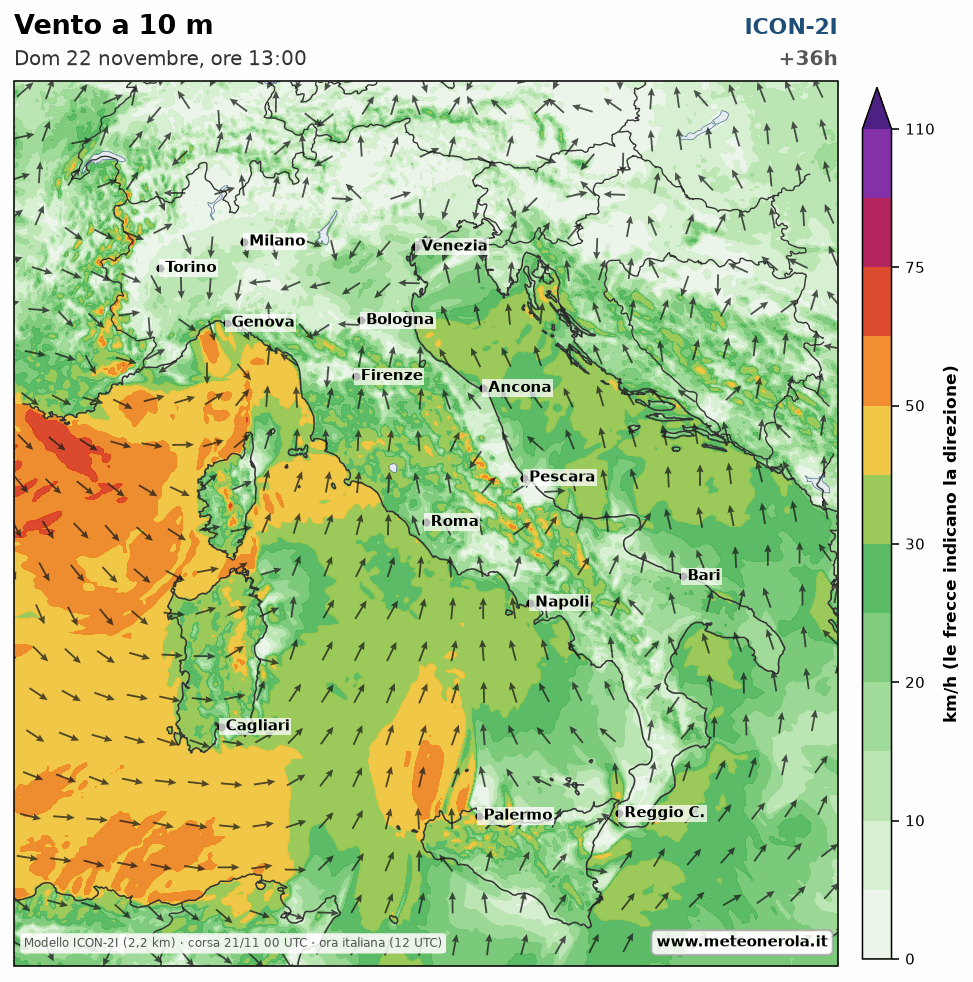 Vento a 10 m
ICON-2I
Dom 22 novembre, ore 13:00
+36h
110
Venezia
Milano
Torino
75
Genova
Bologna
Firenze
Ancona
50
Pescara
Roma
30
Bari
Napoli
20
Cagliari
Palermo
Reggio C.
10
0
km/h (le frecce indicano la direzione)
Modello ICON-2I (2,2 km) · corsa 21/11 00 UTC · ora italiana (12 UTC)
www.meteonerola.it